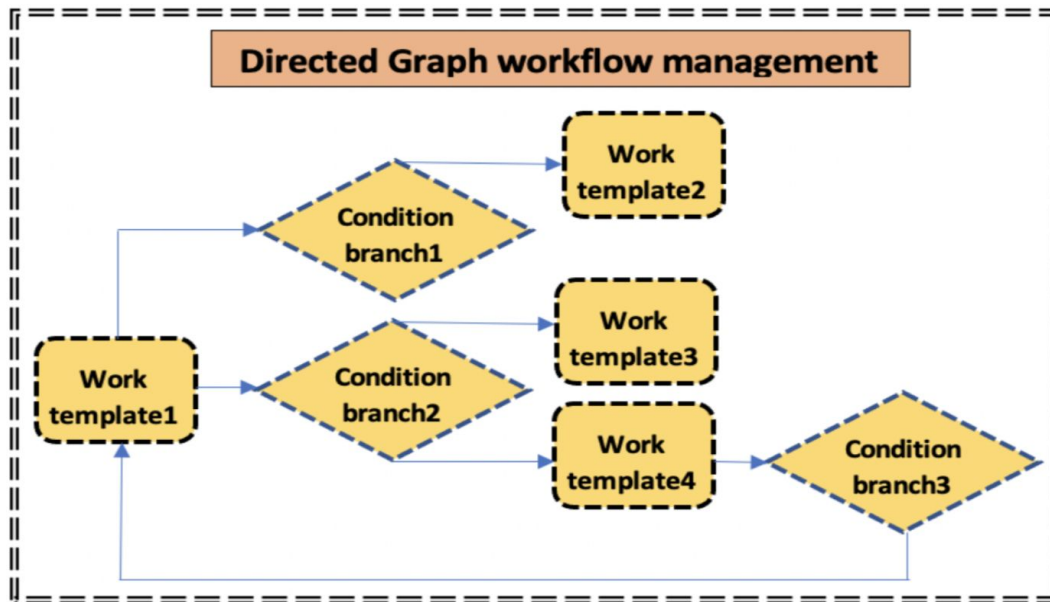 Directed Graph workflow management
Work
template2
Condition
branch1
Work
template3
Condition
branch2
Work
template1
Work
template4
Condition
branch3